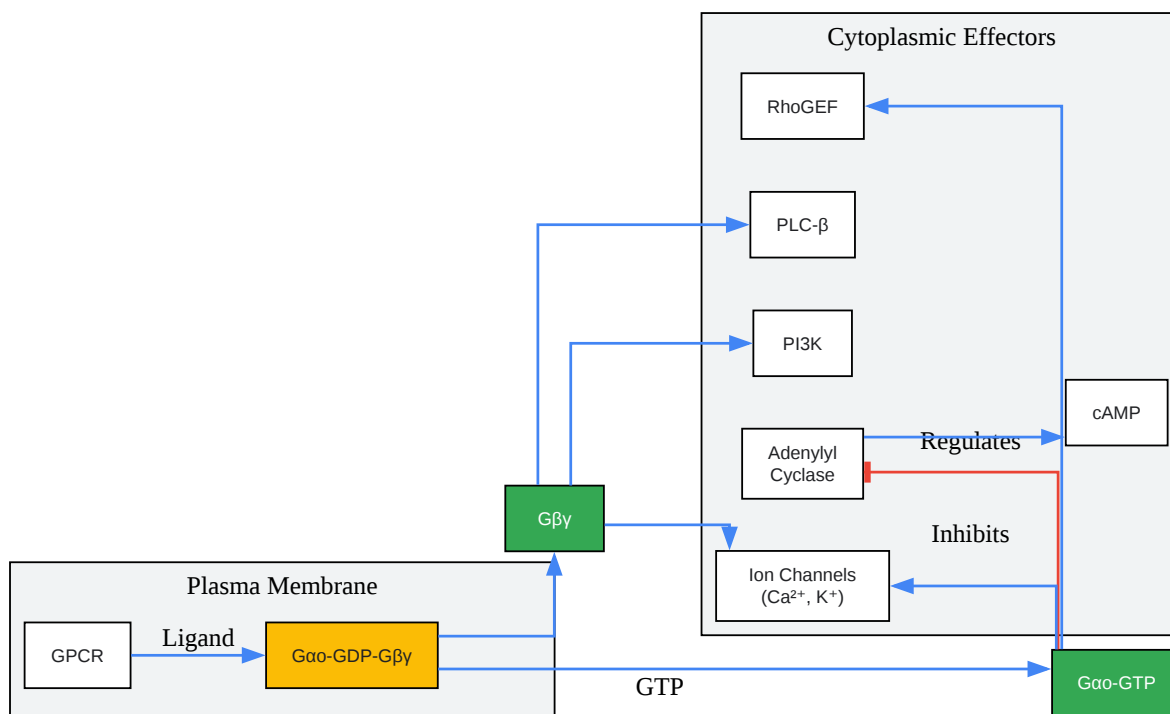 Cytoplasmic Effectors
RhoGEF
PLC-β
PI3K
cAMP
Adenylyl
Cyclase
Regulates
Gβγ
Inhibits
Ion Channels
(Ca²⁺, K⁺)
Plasma Membrane
Ligand
GPCR
Gαo-GDP-Gβγ
GTP
Gαo-GTP